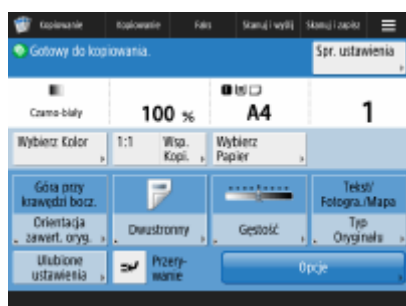 Kopiowanie Kopiowanie Faks Skanuj i wyślij Skanuj i zapisz
Gotowy do kopiowania. Spr. ustawienia
Czarno-biały 100 % A4 1
Wybierz Kolor 1:1 Wsp. Kopi. Wybierz Papier
Góra przy krawędzi bocz. Tekst/ Fotogra./Mapa
Orientacja zawart. oryg. Dwustronny Gęstość Typ Oryginału
Ulubione ustawienia Przery-wanie Opcje